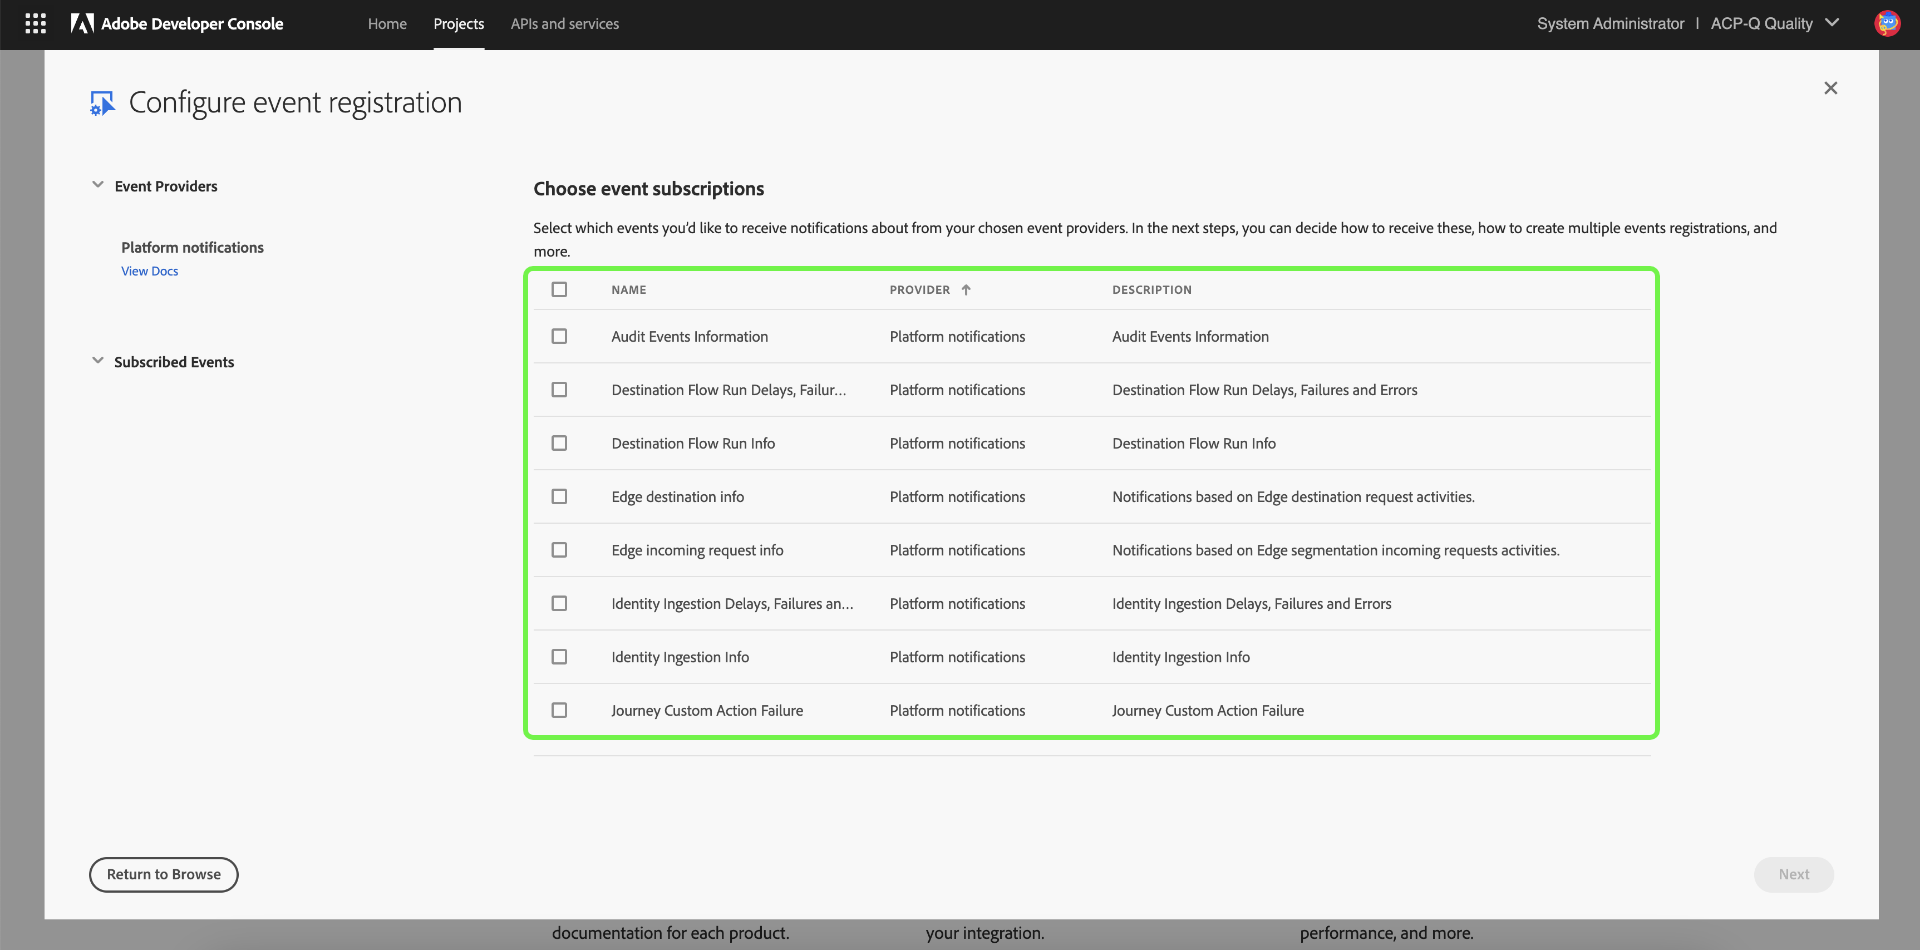 Adobe Developer Console
Home
Projects
APIs and services
System Administrator | ACP-Q Quality
Configure event registration
Event Providers
Platform notifications
View Docs
Subscribed Events
Choose event subscriptions
Select which events you'd like to receive notifications about from your chosen event providers. In the next steps, you can decide how to receive these, how to create multiple events registrations, and
more.
NAME PROVIDER ↑ DESCRIPTION
Audit Events Information Platform notifications Audit Events Information
Destination Flow Run Delays, Failur... Platform notifications Destination Flow Run Delays, Failures and Errors
Destination Flow Run Info Platform notifications Destination Flow Run Info
Edge destination info Platform notifications Notifications based on Edge destination request activities.
Edge incoming request info Platform notifications Notifications based on Edge segmentation incoming requests activities.
Identity Ingestion Delays, Failures an... Platform notifications Identity Ingestion Delays, Failures and Errors
Identity Ingestion Info Platform notifications Identity Ingestion Info
Journey Custom Action Failure Platform notifications Journey Custom Action Failure
Return to Browse
Next
documentation for each product.
your integration.
performance, and more.